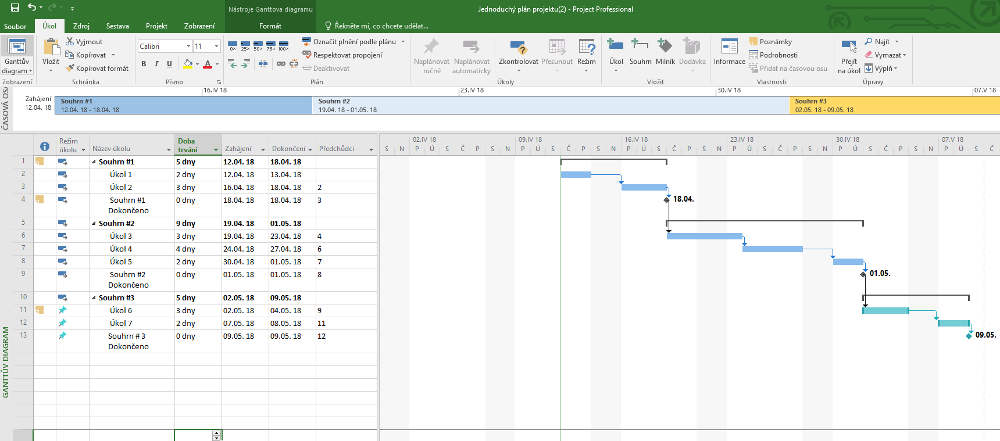 Nástroje Ganttova diagramu
Jednoduchý plán projektu(2) - Project Professional
Soubor Úkol Zdroj Sestava Projekt Zobrazení Formát Řekněte mi, co chcete udělat...
Ganttův diagram
Zobrazení
Vložit
Vyjmout
Kopírovat
Kopírovat formát
Schránka
Calibri 11
B I U A
Písmo
0% 25% 50% 75% 100%
Označit plnění podle plánu
Respektovat propojení
Deaktivovat
Plán
Naplánovat ručně
Naplánovat automaticky
Zkontrolovat
Přesunout
Režim
Úkoly
Úkol
Souhrn
Milník
Dodávka
Vložit
Informace
Poznámky
Podrobnosti
Přidat na časovou osu
Vlastnosti
Přejít na úkol
Najít
Vymazat
Výplň
Úpravy
ČASOVÁ OSA
16.IV 18 23.IV 18 30.IV 18 07.V 18
Zahájení
12.04. 18
Souhrn #1
12.04. 18 - 18.04. 18
Souhrn #2
19.04. 18 - 01.05. 18
Souhrn #3
02.05. 18 - 09.05. 18
Režim úkolu Název úkolu Doba trvání Zahájení Dokončení Předchůdci
02.IV 18 09.IV 18 16.IV 18 23.IV 18 30.IV 18 07.V 18
S N P Ú S Č P S N P Ú S Č P S N P Ú S Č P S N P Ú S Č P S N P Ú S Č P S N P Ú S Č
1 Souhrn #1 5 dny 12.04. 18 18.04. 18
2 Úkol 1 2 dny 12.04. 18 13.04. 18
3 Úkol 2 3 dny 16.04. 18 18.04. 18 2
4 Souhrn #1 0 dny 18.04. 18 18.04. 18 3 18.04.
Dokončeno
5 Souhrn #2 9 dny 19.04. 18 01.05. 18
6 Úkol 3 3 dny 19.04. 18 23.04. 18 4
7 Úkol 4 4 dny 24.04. 18 27.04. 18 6
8 Úkol 5 2 dny 30.04. 18 01.05. 18 7
9 Souhrn #2 0 dny 01.05. 18 01.05. 18 8 01.05.
Dokončeno
10 Souhrn #3 5 dny 02.05. 18 09.05. 18
11 Úkol 6 3 dny 02.05. 18 04.05. 18 9
12 Úkol 7 2 dny 07.05. 18 08.05. 18 11
13 Souhrn # 3 0 dny 09.05. 18 09.05. 18 12 09.05.
Dokončeno
GANTTŮV DIAGRAM